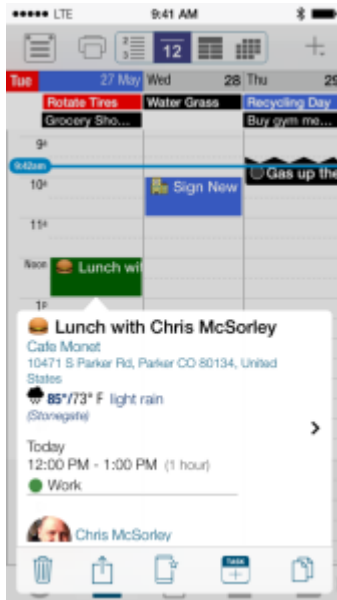 LTE 9:41 AM
12
Tue 27 May Wed 28 Thu 29
Rotate Tires Water Grass Recycling Day
Grocery Sho... Buy gym me...
9a
9:42am
Gas up the
10a
Sign New
11a
Noon Lunch wit
1p
Lunch with Chris McSorley
Cafe Monet
10471 S Parker Rd, Parker CO 80134, United
States
85°/73° F light rain
(Stonegate)
Today
12:00 PM - 1:00 PM (1 hour)
Work
Chris McSorley
TASK